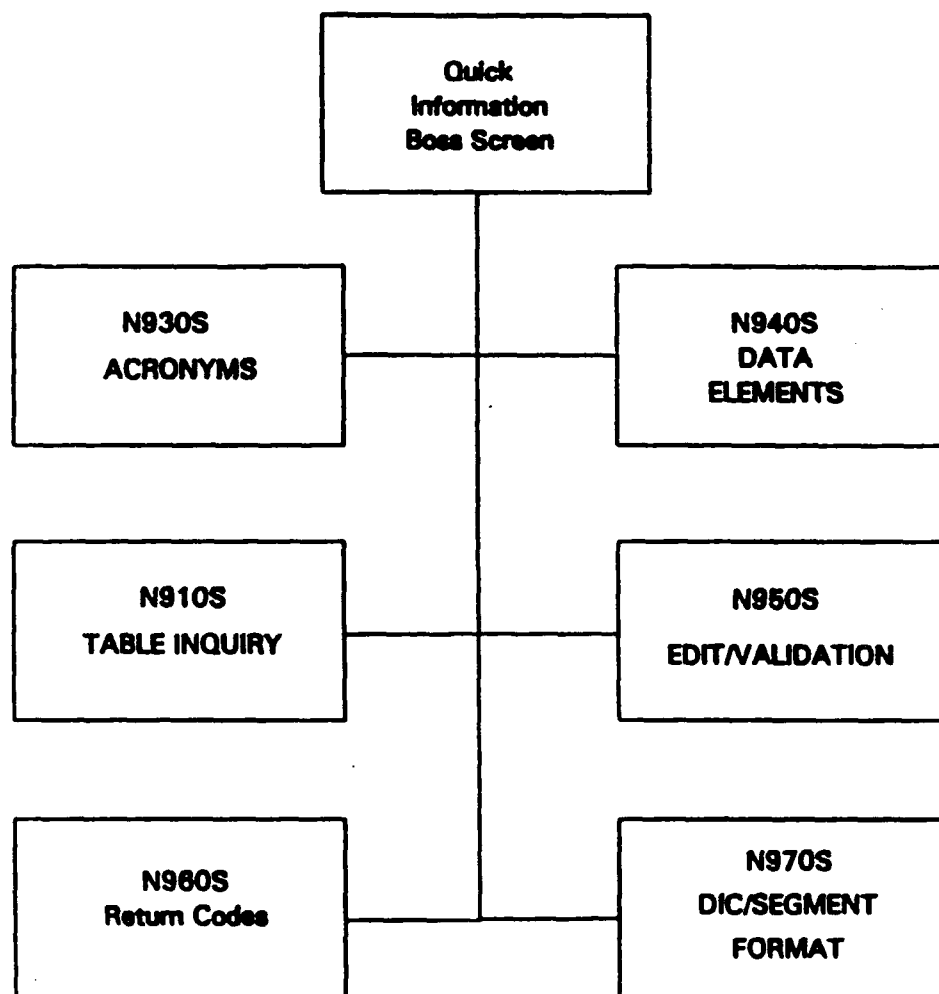 Quick
Information
Boss Screen
N930S
ACRONYMS
N940S
DATA
ELEMENTS
N910S
TABLE INQUIRY
N950S
EDIT/VALIDATION
N960S
Return Codes
N970S
DIC/SEGMENT
FORMAT